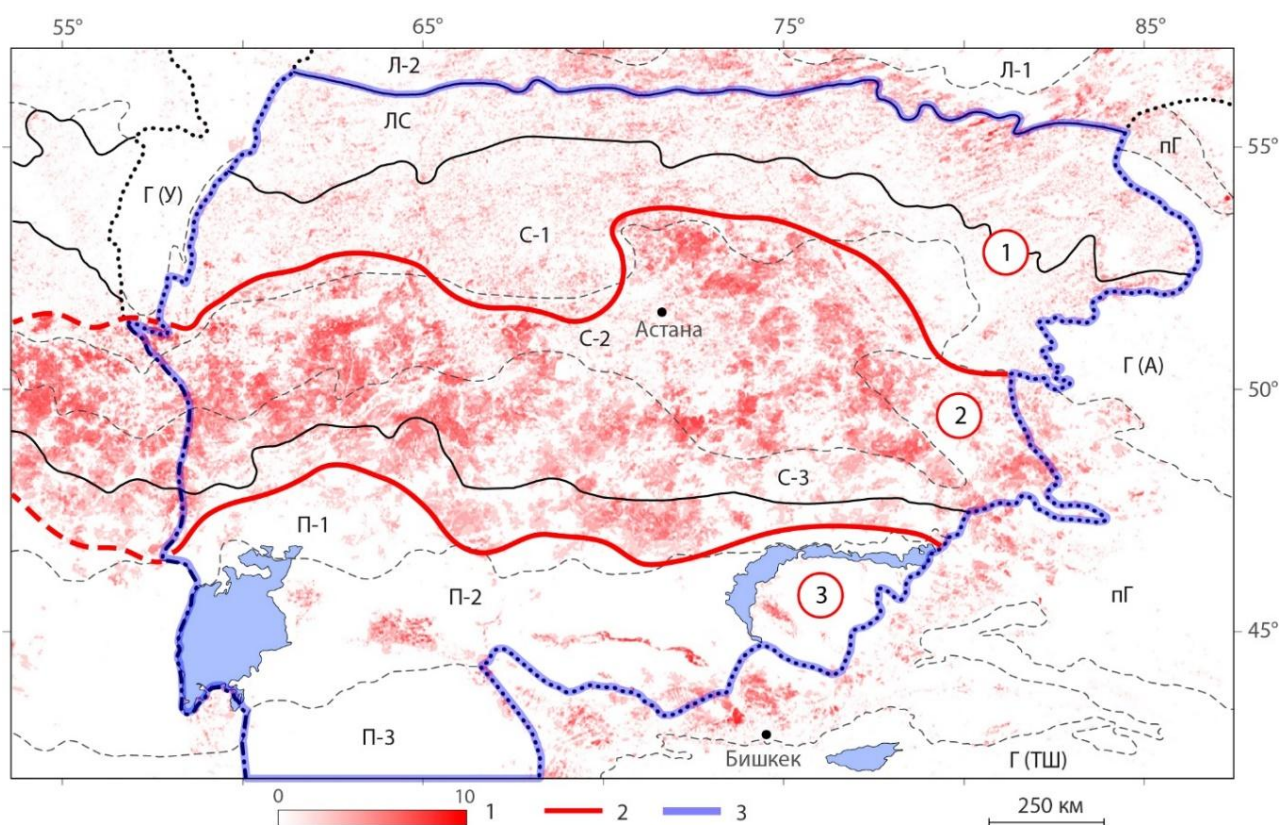 55° 65° 75° 85°
Л-2 Л-1
ЛС
55°
пГ
Г (У)
С-1
1
Астана
С-2
Г (А)
50°
2
С-3
П-1
3
пГ
П-2
45°
П-3
Бишкек
Г (ТШ)
0 10 1 2 3 250 км